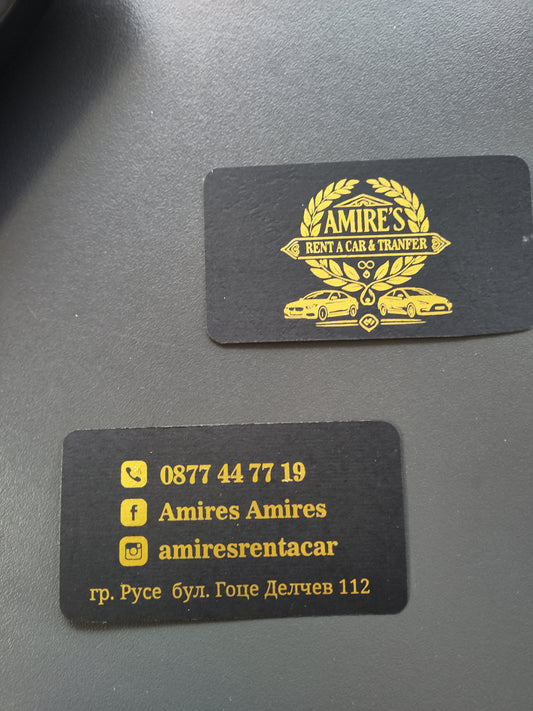 AMIRE'S
RENT A CAR & TRANFER
0877 44 77 19
Amires Amires
amiresrentacar
гр. Русе бул. Гоце Делчев 112